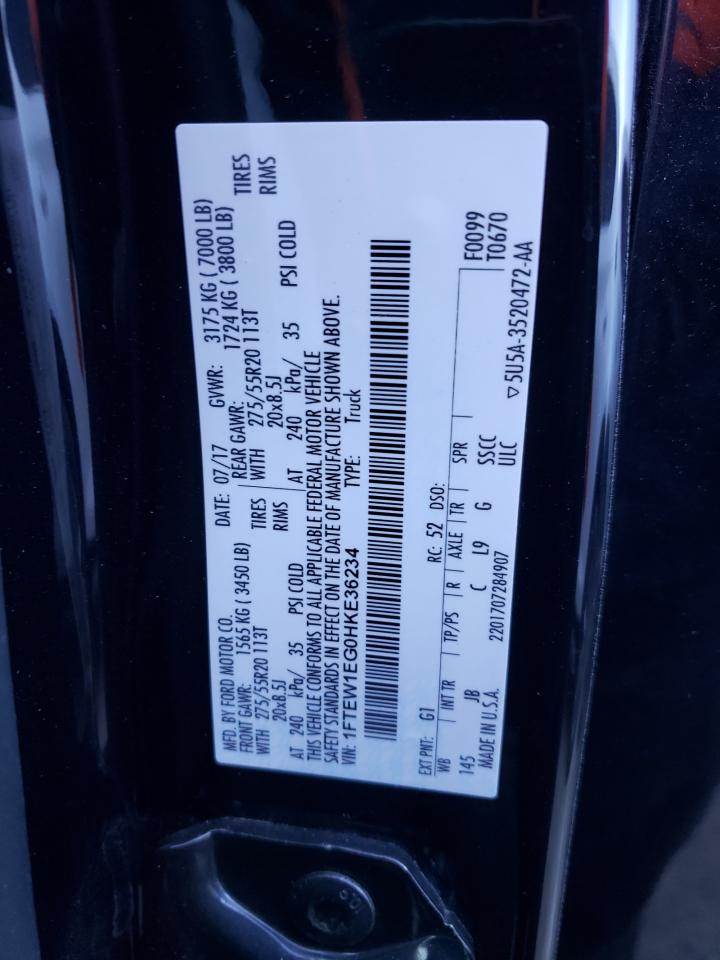 MFD. BY FORD MOTOR CO. DATE: 07/17 GVWR: 3175 KG ( 7000 LB)
FRONT GAWR: 1565 KG ( 3450 LB) REAR GAWR: 1724 KG ( 3800 LB)
WITH 275/55R20 113T TIRES WITH 275/55R20 113T TIRES
20x8.5J RIMS 20x8.5J RIMS
AT 240 kPa/ 35 PSI COLD AT 240 kPa/ 35 PSI COLD
THIS VEHICLE CONFORMS TO ALL APPLICABLE FEDERAL MOTOR VEHICLE
SAFETY STANDARDS IN EFFECT ON THE DATE OF MANUFACTURE SHOWN ABOVE.
VIN: 1FTEW1EG0HKE36234 TYPE: Truck
EXT PNT: G1 RC: 52 DSO: F0099
WB INT TR TP/PS R AXLE TR SPR T0670
145 JB C L9 G SSCC
MADE IN U.S.A. 2201707284907 ULC ▽5U5A-3520472-AA